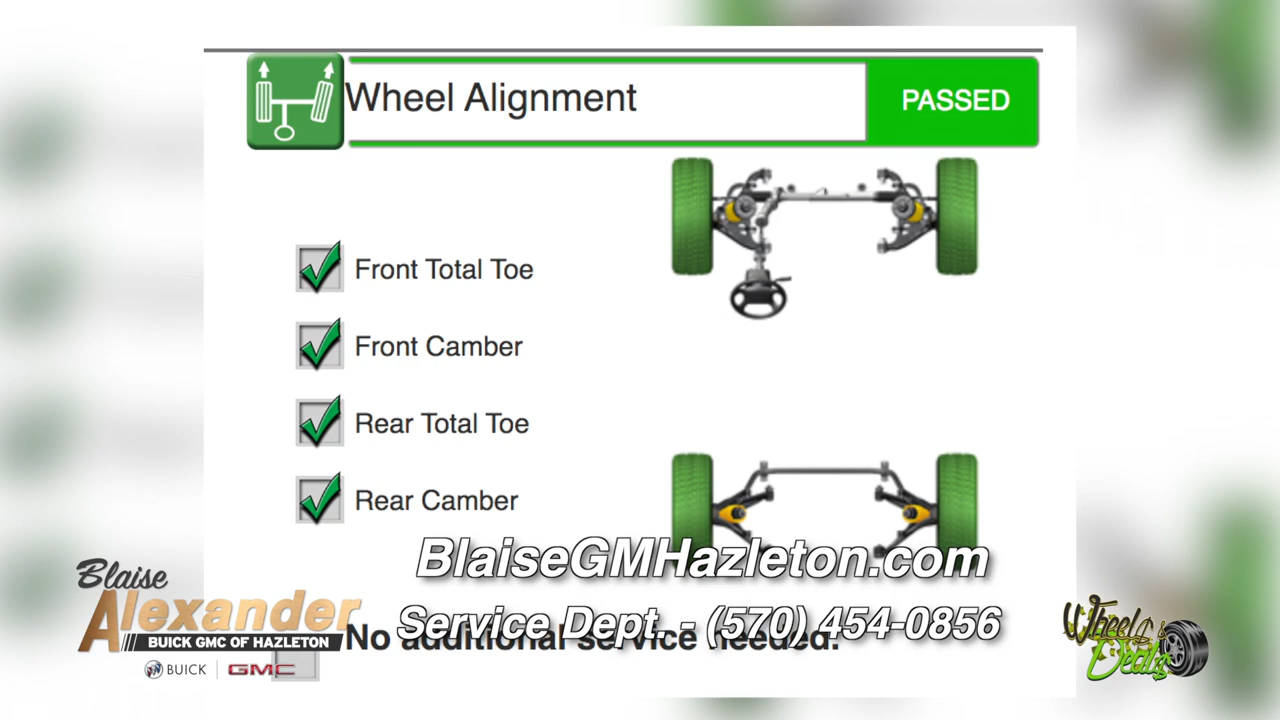 Wheel Alignment
PASSED
Front Total Toe
Front Camber
Rear Total Toe
Rear Camber
BlaiseGMHazleton.com
Service Dept. - (570) 454-0856
No additional service needed.
Blaise
Alexander
BUICK GMC OF HAZLETON
BUICK GMC
Wheels & Deals